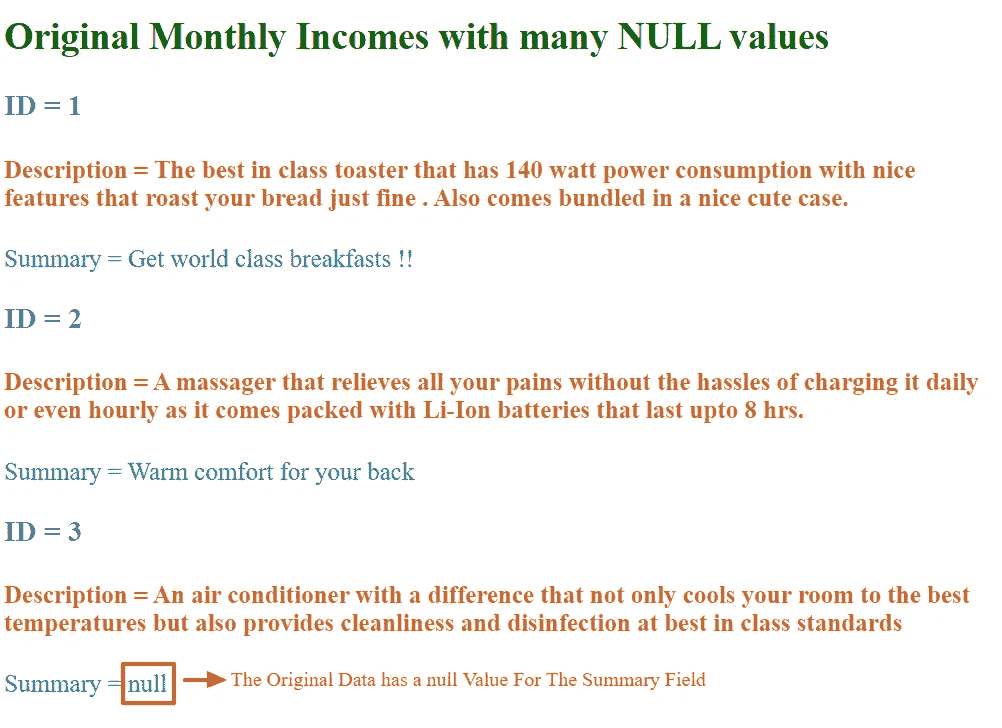 Original Monthly Incomes with many NULL values
ID = 1
Description = The best in class toaster that has 140 watt power consumption with nice
features that roast your bread just fine . Also comes bundled in a nice cute case.
Summary = Get world class breakfasts !!
ID = 2
Description = A massager that relieves all your pains without the hassles of charging it daily
or even hourly as it comes packed with Li-Ion batteries that last upto 8 hrs.
Summary = Warm comfort for your back
ID = 3
Description = An air conditioner with a difference that not only cools your room to the best
temperatures but also provides cleanliness and disinfection at best in class standards
Summary = null The Original Data has a null Value For The Summary Field